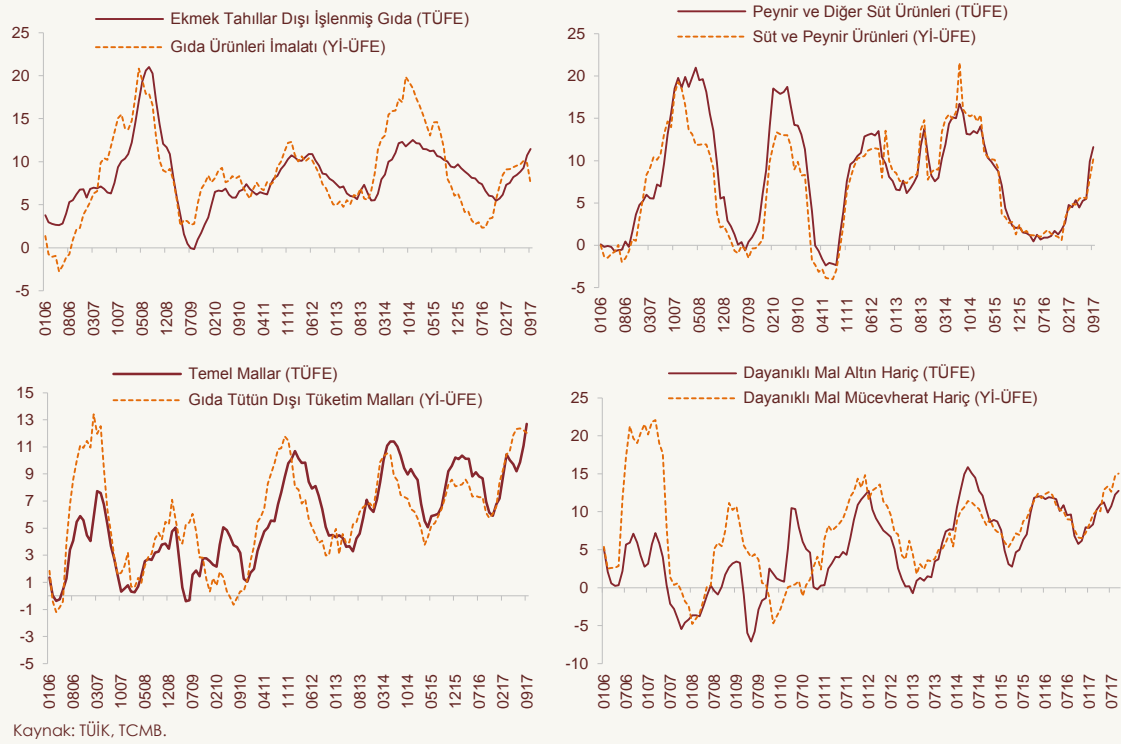 Ekmek Tahıllar Dışı İşlenmiş Gıda (TÜFE)
Gıda Ürünleri İmalatı (Yİ-ÜFE)
25
20
15
10
5
0
-5
0106 0806 0307 1007 0508 1208 0709 0210 0910 0411 1111 0612 0113 0813 0314 1014 0515 1215 0716 0217 0917
Peynir ve Diğer Süt Ürünleri (TÜFE)
Süt ve Peynir Ürünleri (Yİ-ÜFE)
25
20
15
10
5
0
-5
0106 0806 0307 1007 0508 1208 0709 0210 0910 0411 1111 0612 0113 0813 0314 1014 0515 1215 0716 0217 0917
Temel Mallar (TÜFE)
Gıda Tütün Dışı Tüketim Malları (Yİ-ÜFE)
15
13
11
9
7
5
3
1
-1
-3
-5
0106 0806 0307 1007 0508 1208 0709 0210 0910 0411 1111 0612 0113 0813 0314 1014 0515 1215 0716 0217 0917
Dayanıklı Mal Altın Hariç (TÜFE)
Dayanıklı Mal Mücevherat Hariç (Yİ-ÜFE)
25
20
15
10
5
0
-5
-10
0106 0706 0107 0707 0108 0708 0109 0709 0110 0710 0111 0711 0112 0712 0113 0713 0114 0714 0115 0715 0116 0716 0117 0717
Kaynak: TÜİK, TCMB.